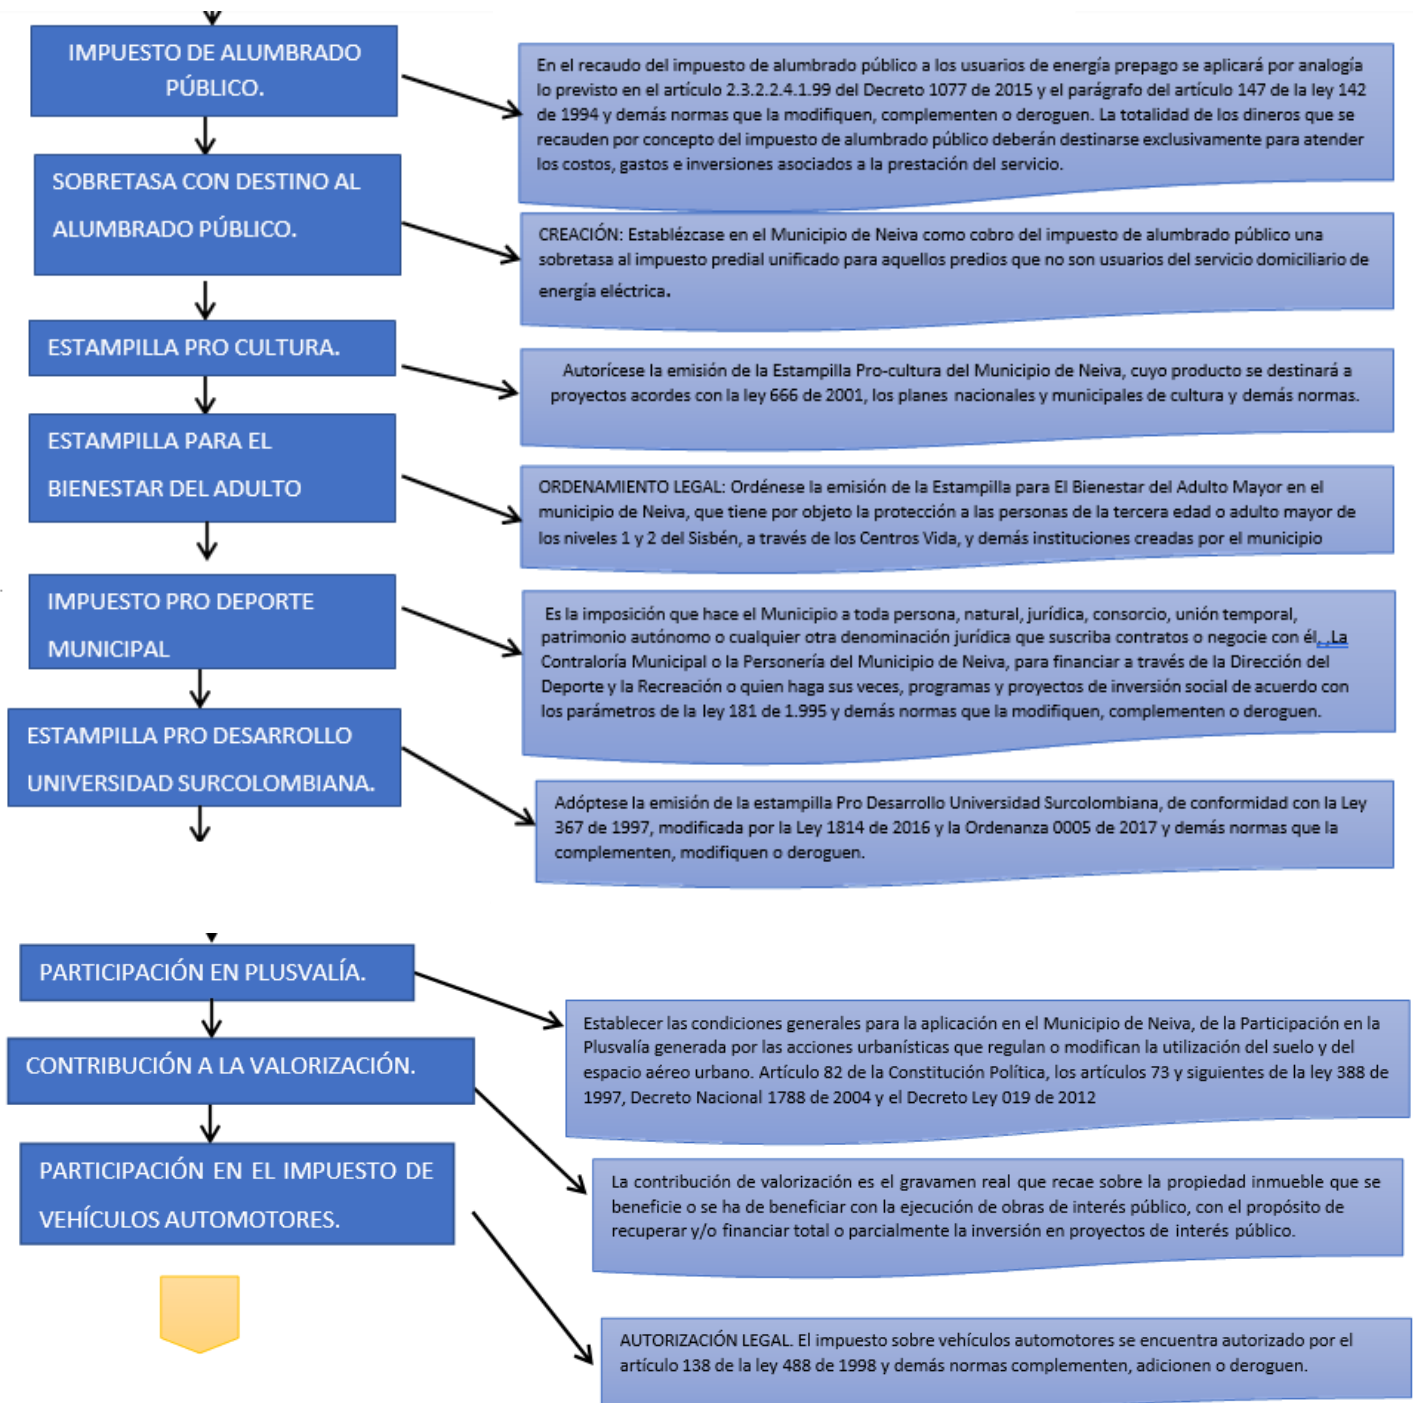 IMPUESTO DE ALUMBRADO
PÚBLICO.
En el recaudo del impuesto de alumbrado público a los usuarios de energía prepago se aplicará por analogía
lo previsto en el artículo 2.3.2.2.4.1.99 del Decreto 1077 de 2015 y el parágrafo del artículo 147 de la ley 142
de 1994 y demás normas que la modifiquen, complementen o deroguen. La totalidad de los dineros que se
recauden por concepto del impuesto de alumbrado público deberán destinarse exclusivamente para atender
los costos, gastos e inversiones asociados a la prestación del servicio.
SOBRETASA CON DESTINO AL
ALUMBRADO PÚBLICO.
CREACIÓN: Establézcase en el Municipio de Neiva como cobro del impuesto de alumbrado público una
sobretasa al impuesto predial unificado para aquellos predios que no son usuarios del servicio domiciliario de
energía eléctrica.
ESTAMPILLA PRO CULTURA.
Autorícese la emisión de la Estampilla Pro-cultura del Municipio de Neiva, cuyo producto se destinará a
proyectos acordes con la ley 666 de 2001, los planes nacionales y municipales de cultura y demás normas.
ESTAMPILLA PARA EL
BIENESTAR DEL ADULTO
ORDENAMIENTO LEGAL: Ordénese la emisión de la Estampilla para El Bienestar del Adulto Mayor en el
municipio de Neiva, que tiene por objeto la protección a las personas de la tercera edad o adulto mayor de
los niveles 1 y 2 del Sisbén, a través de los Centros Vida, y demás instituciones creadas por el municipio
IMPUESTO PRO DEPORTE
MUNICIPAL
Es la imposición que hace el Municipio a toda persona, natural, jurídica, consorcio, unión temporal,
patrimonio autónomo o cualquier otra denominación jurídica que suscriba contratos o negocie con él, ,La
Contraloría Municipal o la Personería del Municipio de Neiva, para financiar a través de la Dirección del
Deporte y la Recreación o quien haga sus veces, programas y proyectos de inversión social de acuerdo con
los parámetros de la ley 181 de 1.995 y demás normas que la modifiquen, complementen o deroguen.
ESTAMPILLA PRO DESARROLLO
UNIVERSIDAD SURCOLOMBIANA.
Adóptese la emisión de la estampilla Pro Desarrollo Universidad Surcolombiana, de conformidad con la Ley
367 de 1997, modificada por la Ley 1814 de 2016 y la Ordenanza 0005 de 2017 y demás normas que la
complementen, modifiquen o deroguen.
PARTICIPACIÓN EN PLUSVALÍA.
Establecer las condiciones generales para la aplicación en el Municipio de Neiva, de la Participación en la
Plusvalía generada por las acciones urbanísticas que regulan o modifican la utilización del suelo y del
espacio aéreo urbano. Artículo 82 de la Constitución Política, los artículos 73 y siguientes de la ley 388 de
1997, Decreto Nacional 1788 de 2004 y el Decreto Ley 019 de 2012
CONTRIBUCIÓN A LA VALORIZACIÓN.
La contribución de valorización es el gravamen real que recae sobre la propiedad inmueble que se
beneficie o se ha de beneficiar con la ejecución de obras de interés público, con el propósito de
recuperar y/o financiar total o parcialmente la inversión en proyectos de interés público.
PARTICIPACIÓN EN EL IMPUESTO DE
VEHÍCULOS AUTOMOTORES.
AUTORIZACIÓN LEGAL. El impuesto sobre vehículos automotores se encuentra autorizado por el
artículo 138 de la ley 488 de 1998 y demás normas complementen, adicionen o deroguen.